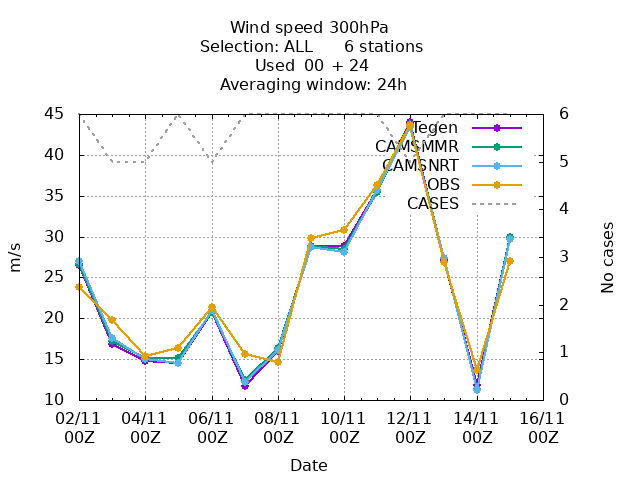 Wind speed 300hPa
Selection: ALL 6 stations
Used 00 + 24
Averaging window: 24h
45
40
35
30
25
20
15
10
m/s
6
5
4
3
2
1
0
No cases
Tegen
CAMSMMR
CAMSNRT
OBS
CASES
02/11 04/11 06/11 08/11 10/11 12/11 14/11 16/11
00Z 00Z 00Z 00Z 00Z 00Z 00Z 00Z
Date